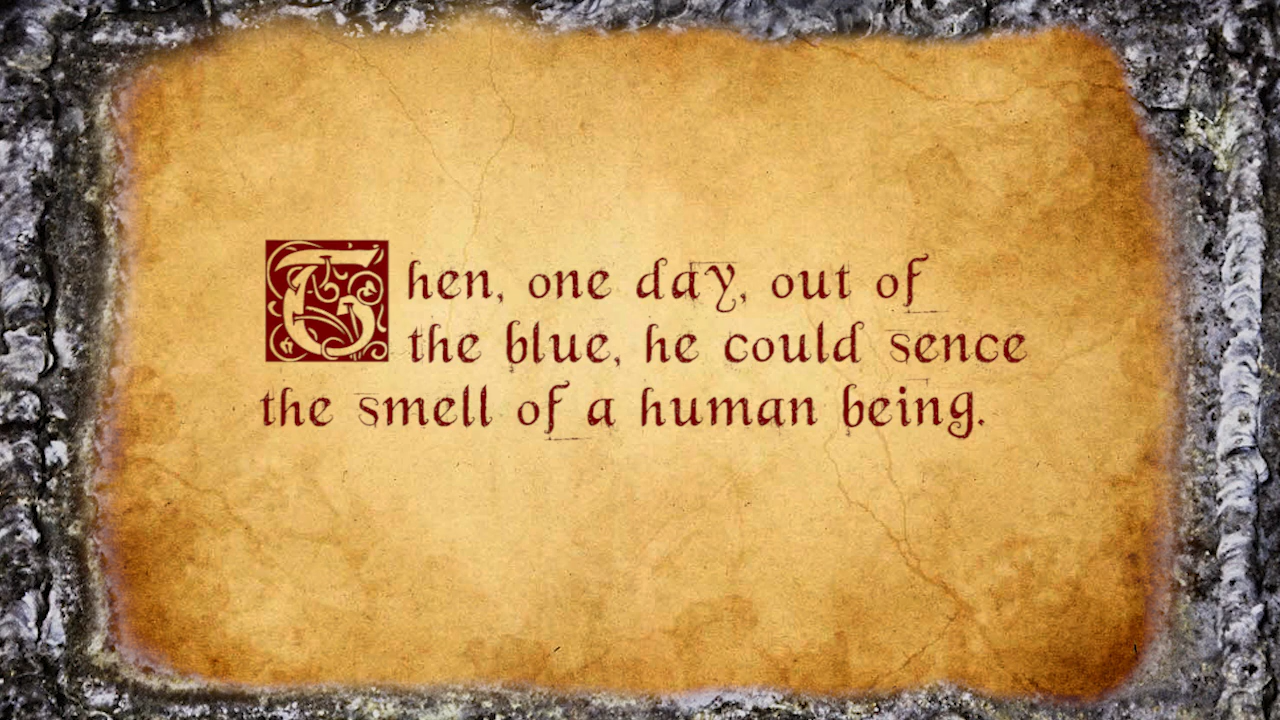 Then, one day, out of
the blue, he could sence
the smell of a human being.